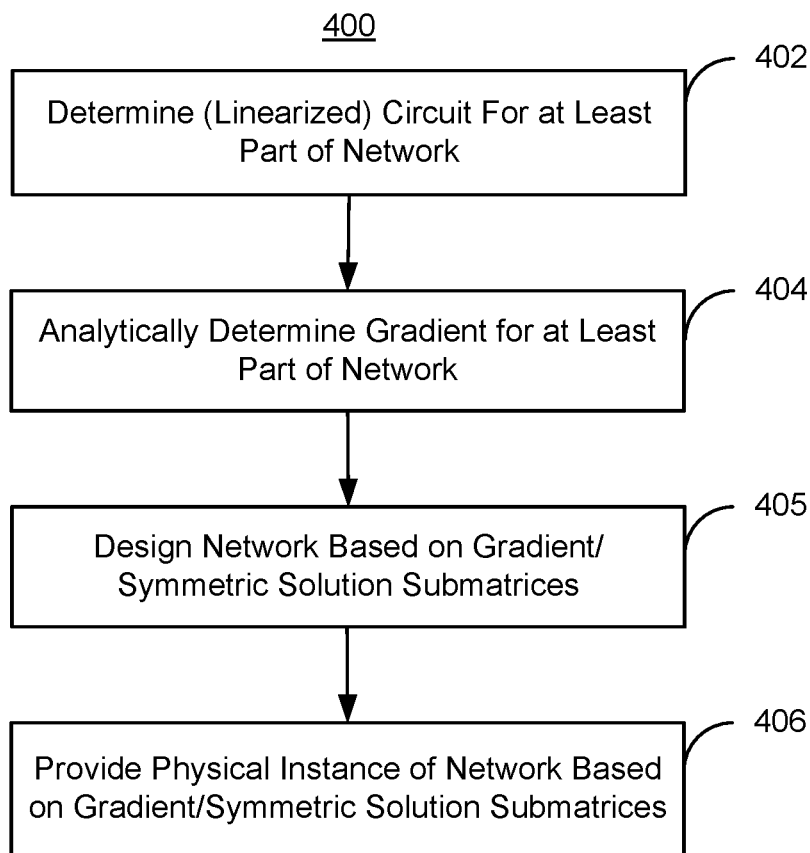 400
402
Determine (Linearized) Circuit For at Least
Part of Network
404
Analytically Determine Gradient for at Least
Part of Network
405
Design Network Based on Gradient/
Symmetric Solution Submatrices
406
Provide Physical Instance of Network Based
on Gradient/Symmetric Solution Submatrices